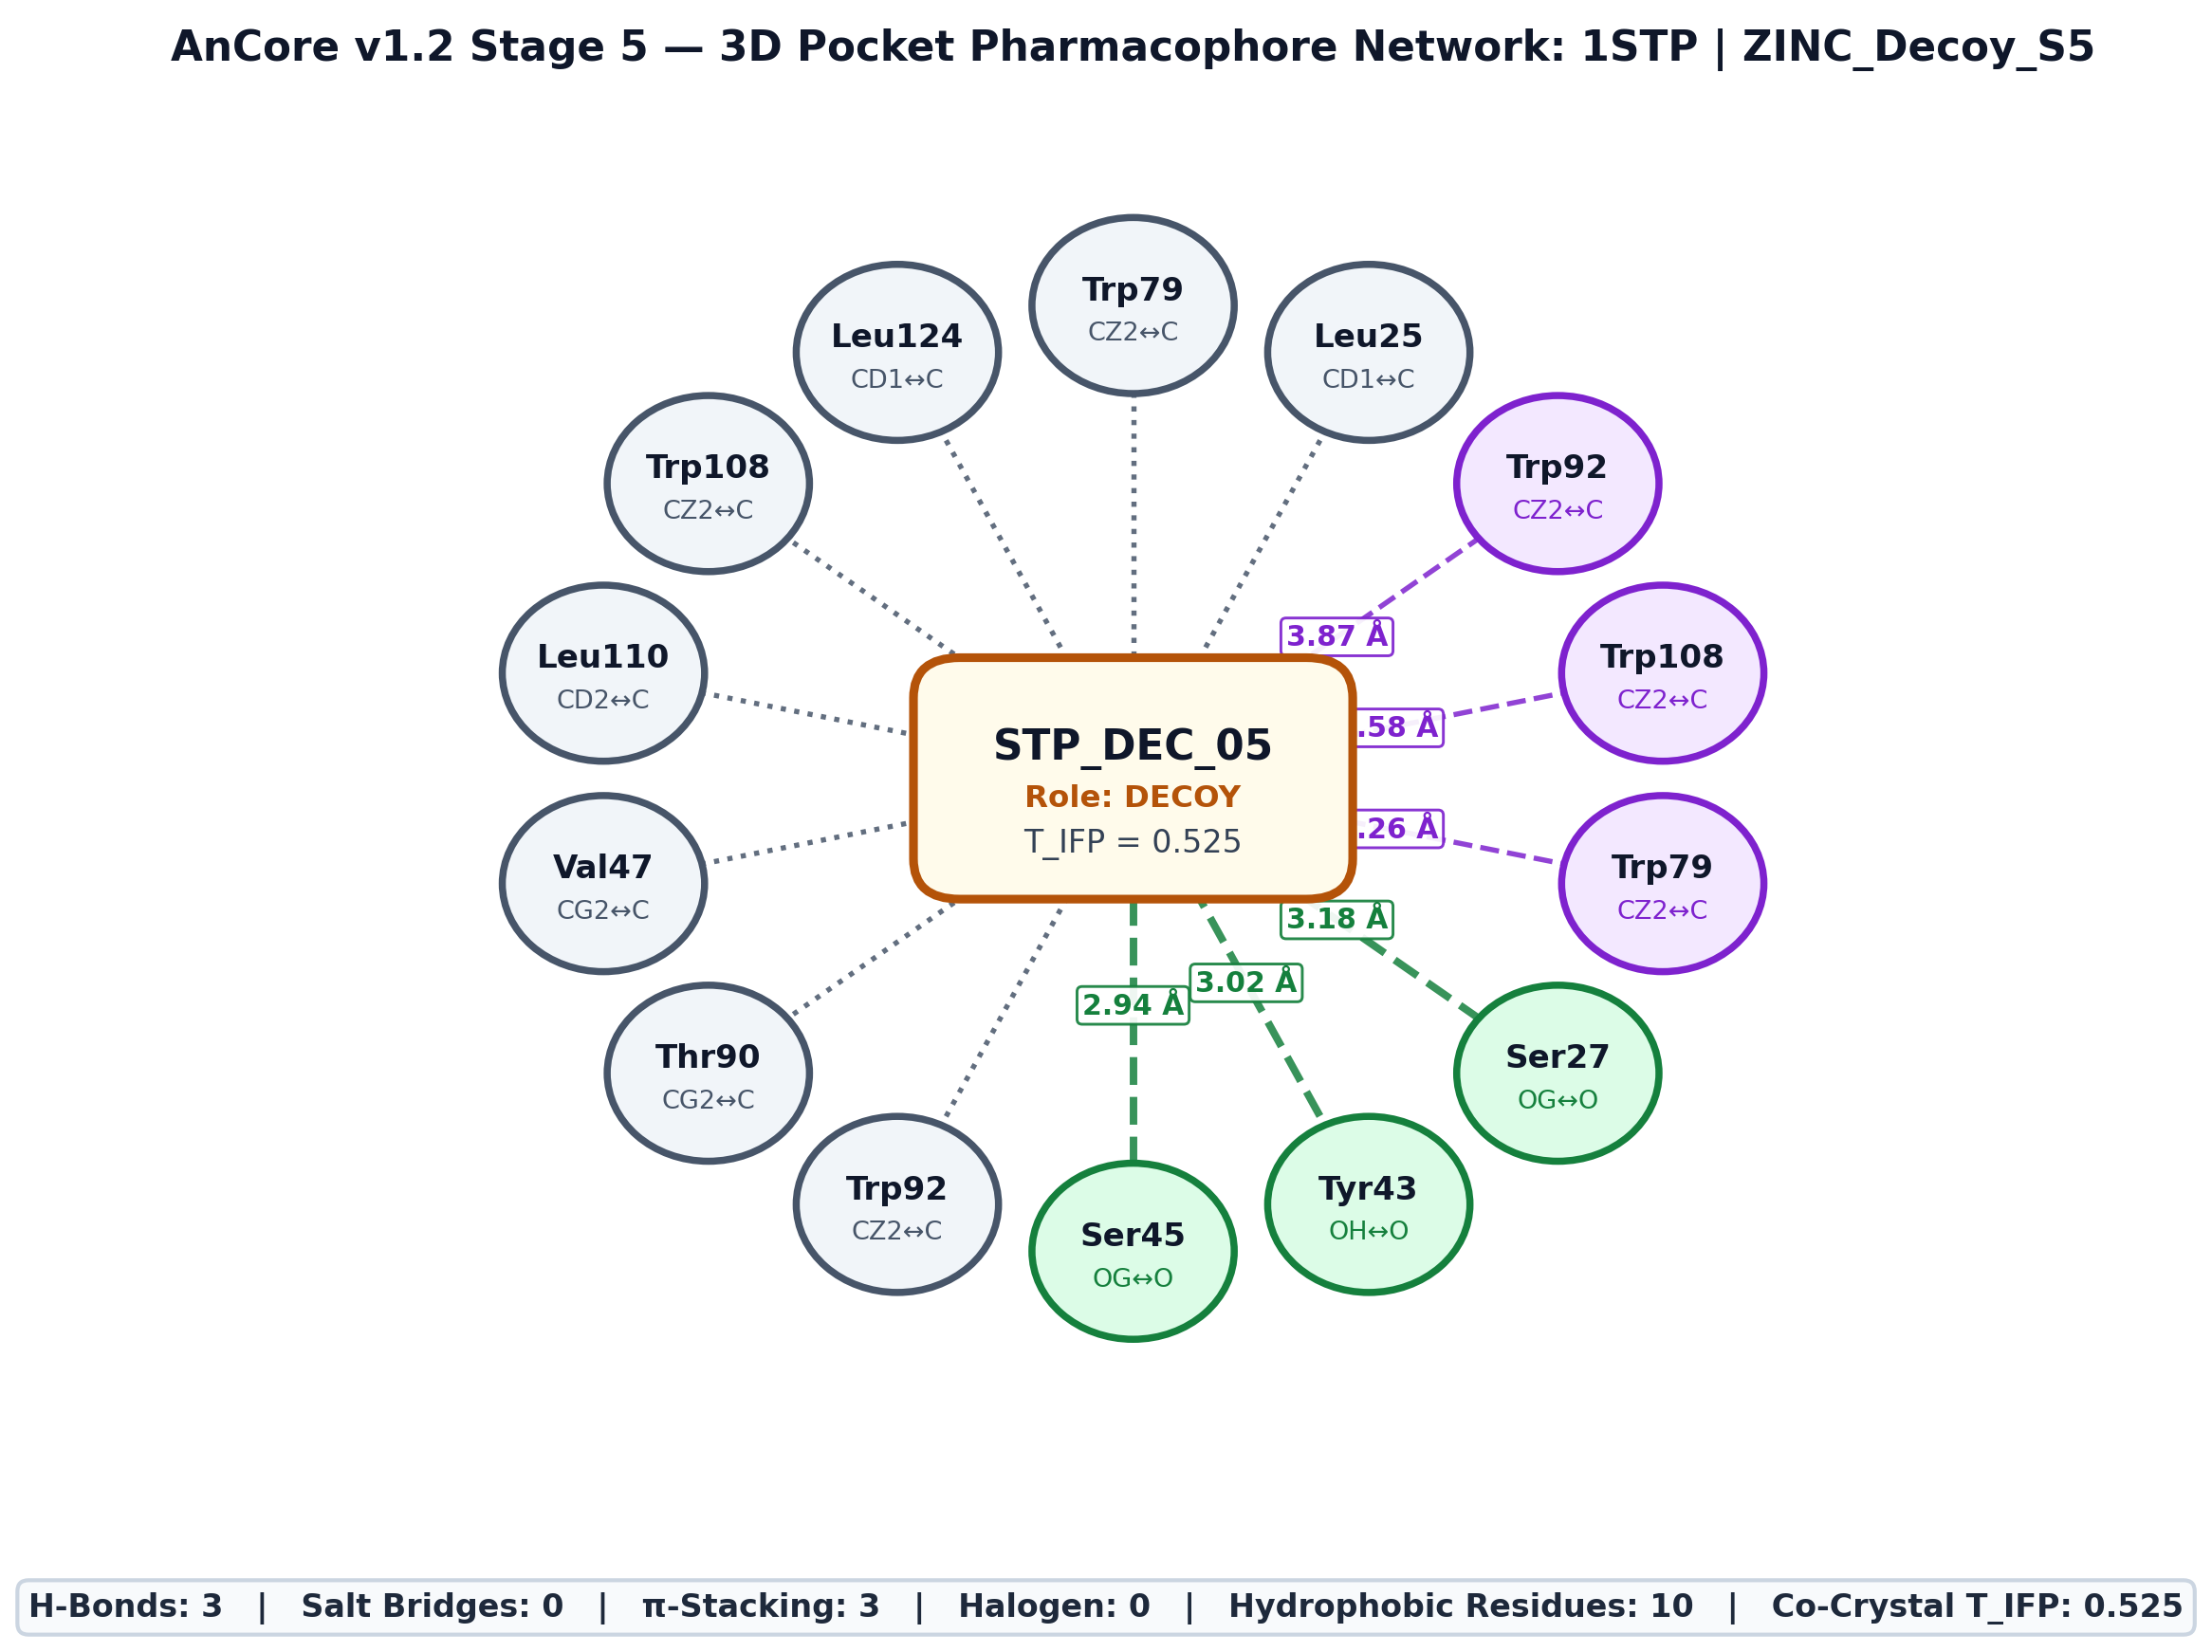 AnCore v1.2 Stage 5 — 3D Pocket Pharmacophore Network: 1STP | ZINC_Decoy_S5
Trp79
CZ2↔C
Leu124
CD1↔C
Leu25
CD1↔C
Trp108
CZ2↔C
Trp92
CZ2↔C
3.87 Å
Leu110
CD2↔C
Trp108
CZ2↔C
.58 Å
STP_DEC_05
Role: DECOY
T_IFP = 0.525
.26 Å
Val47
CG2↔C
Trp79
CZ2↔C
3.18 Å
3.02 Å
2.94 Å
Thr90
CG2↔C
Ser27
OG↔O
Trp92
CZ2↔C
Tyr43
OH↔O
Ser45
OG↔O
H-Bonds: 3 | Salt Bridges: 0 | π-Stacking: 3 | Halogen: 0 | Hydrophobic Residues: 10 | Co-Crystal T_IFP: 0.525